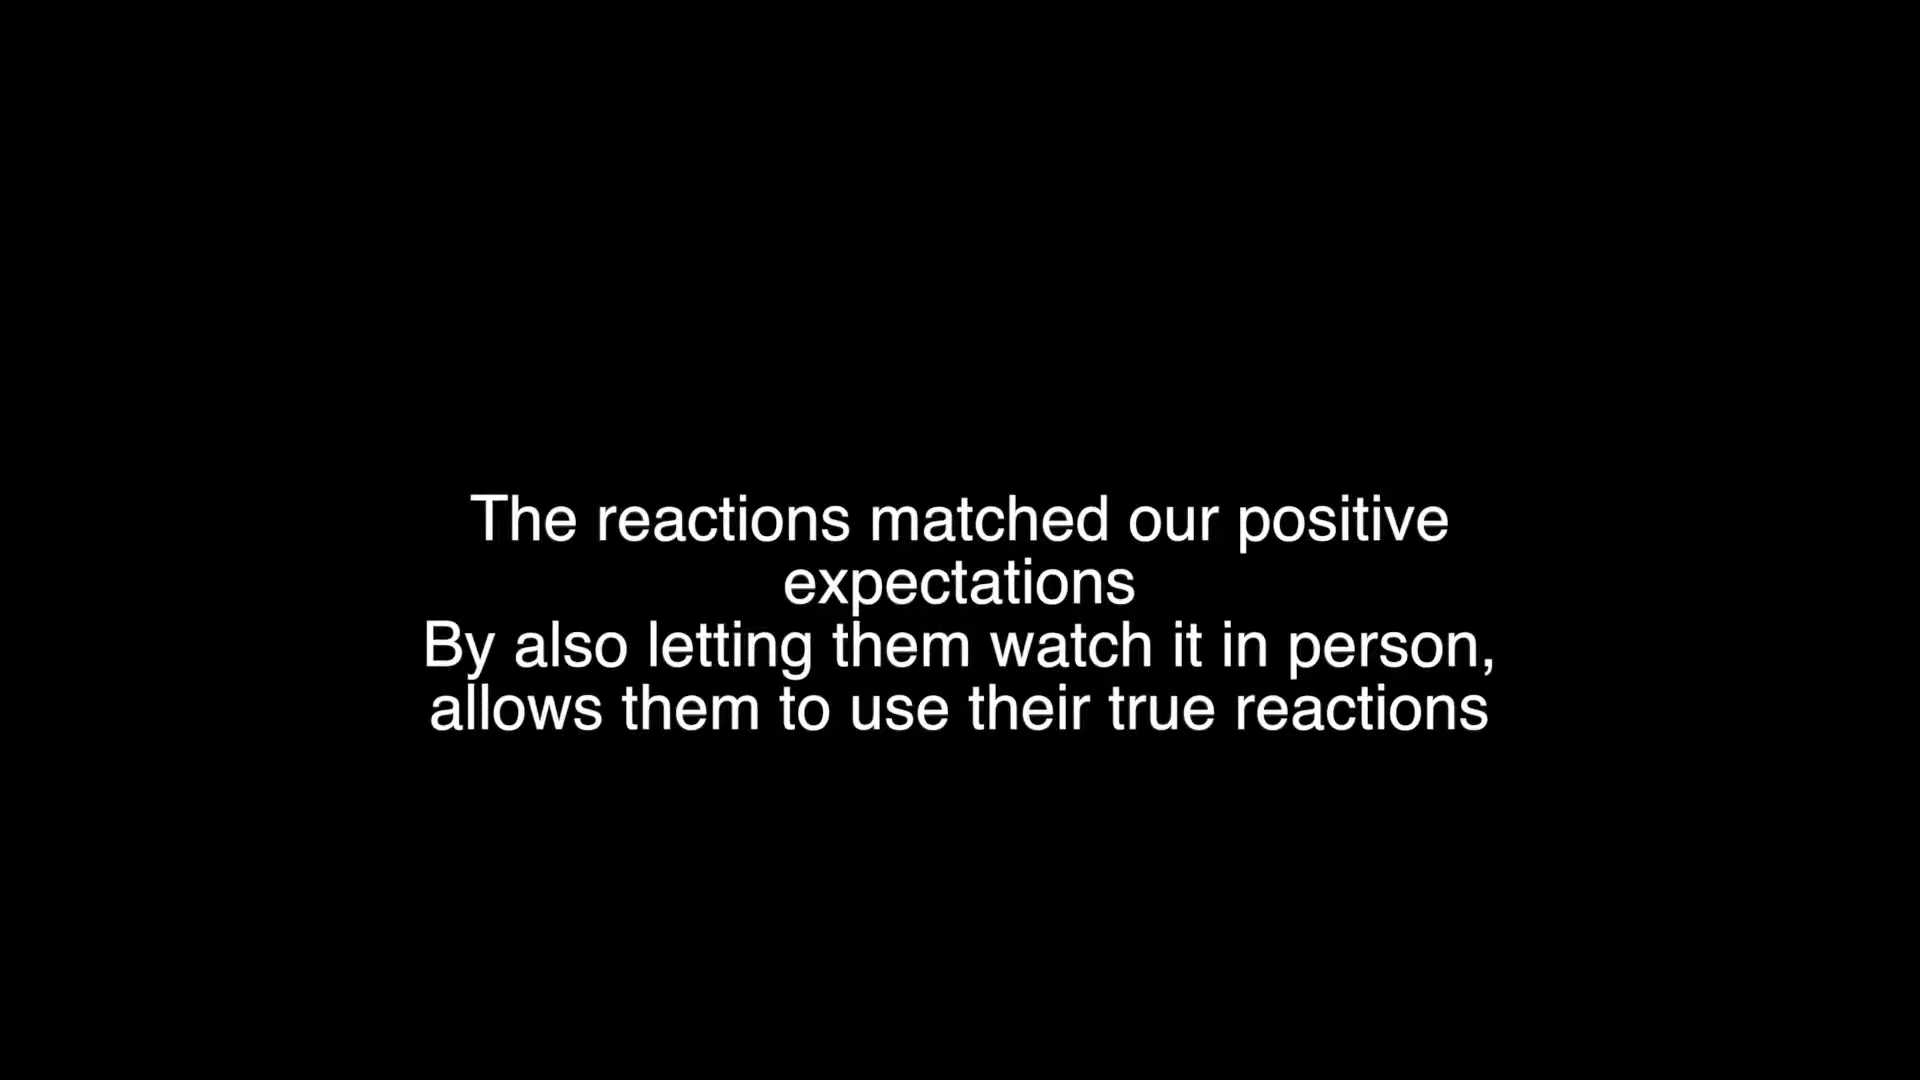 The reactions matched our positive
expectations
By also letting them watch it in person,
allows them to use their true reactions